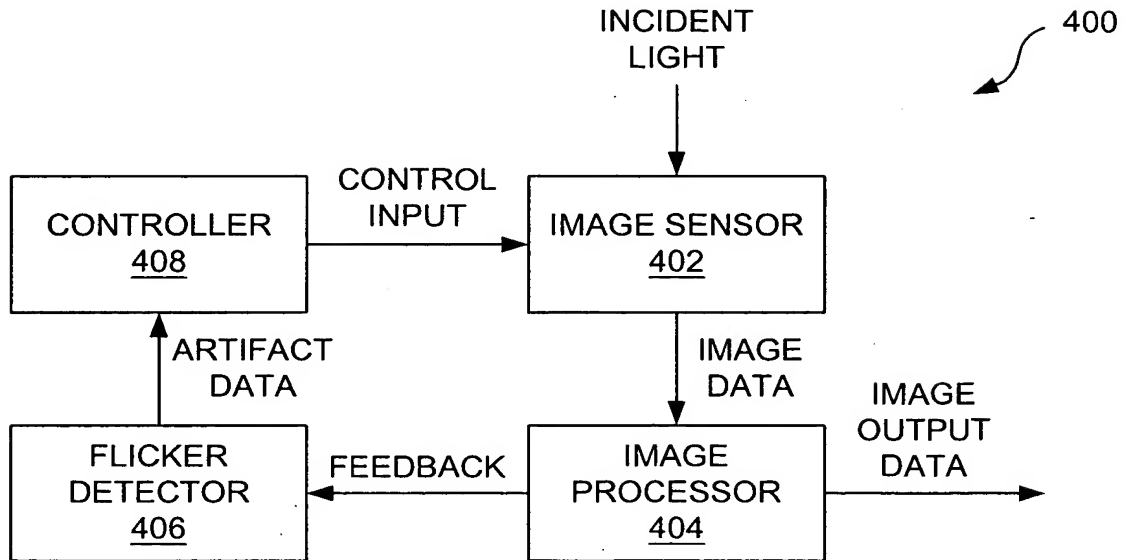 INCIDENT
LIGHT
400
CONTROLLER
408
CONTROL
INPUT
IMAGE SENSOR
402
ARTIFACT
DATA
IMAGE
DATA
FLICKER
DETECTOR
406
FEEDBACK
IMAGE
PROCESSOR
404
IMAGE
OUTPUT
DATA